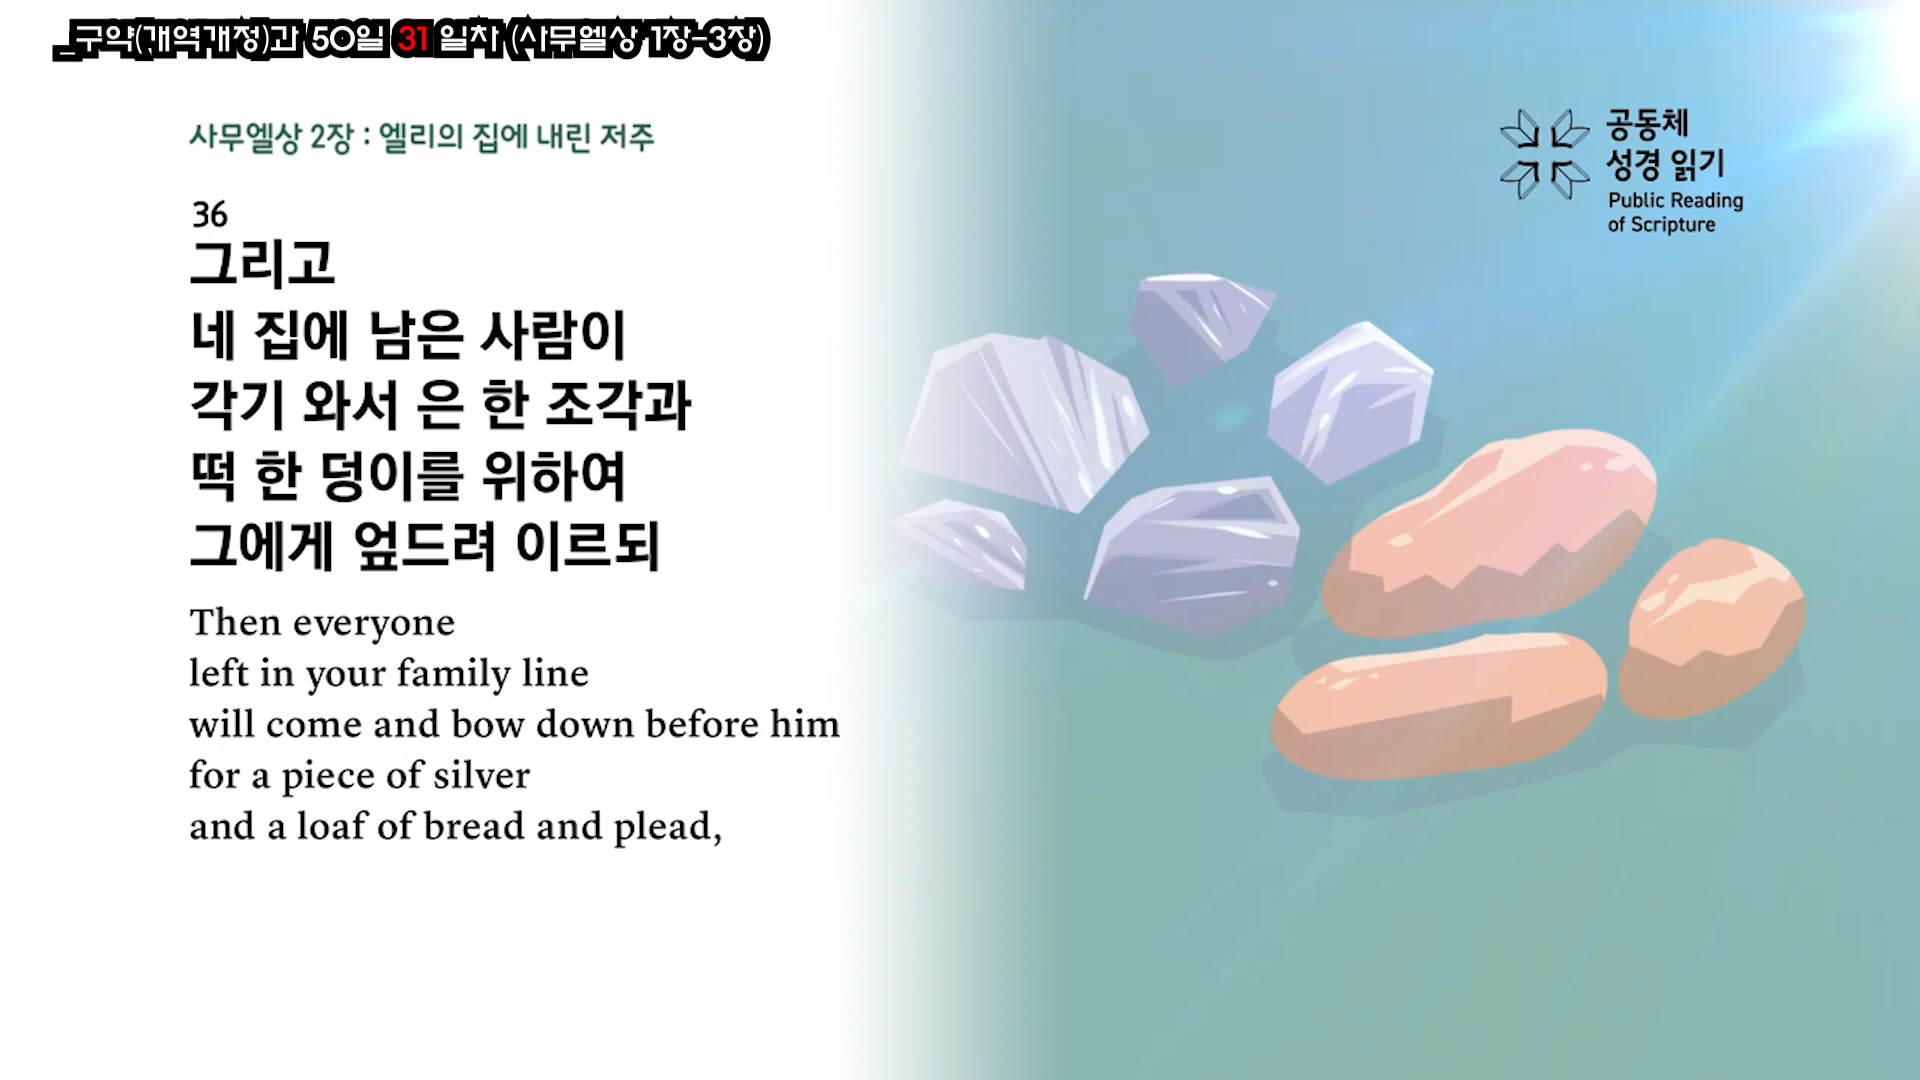 _구약(개역개정)과 50일 31 일차 (사무엘상 1장-3장)
사무엘상 2장 : 엘리의 집에 내린 저주
공동체
성경 읽기
Public Reading
of Scripture
36
그리고
네 집에 남은 사람이
각기 와서 은 한 조각과
떡 한 덩이를 위하여
그에게 엎드려 이르되
Then everyone
left in your family line
will come and bow down before him
for a piece of silver
and a loaf of bread and plead,